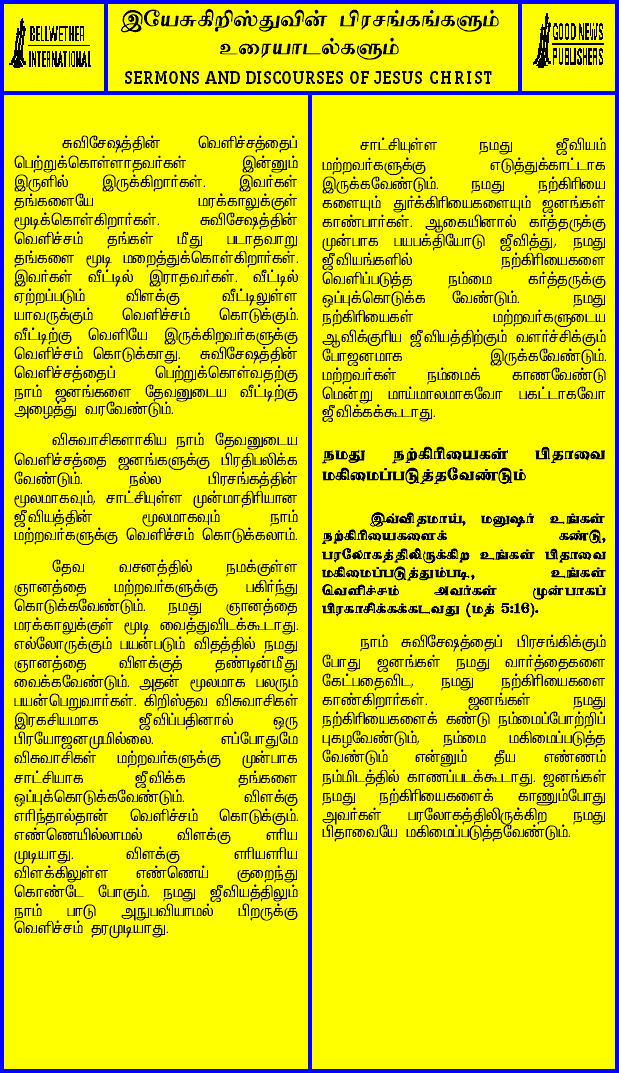 BELLWETHER
INTERNATIONAL
இயேசுகிறிஸ்துவின் பிரசங்கங்களும்
உரையாடல்களும்
SERMONS AND DISCOURSES OF JESUS CHRIST
GOOD NEWS
PUBLISHERS
சுவிசேஷத்தின் வெளிச்சத்தைப்
பெற்றுக்கொள்ளாதவர்கள் இன்னும்
இருளில் இருக்கிறார்கள். இவர்கள்
தங்களையே மரக்காலுக்குள்
மூடிக்கொள்கிறார்கள். சுவிசேஷத்தின்
வெளிச்சம் தங்கள் மீது படாதவாறு
தங்களை மூடி மறைத்துக்கொள்கிறார்கள்.
இவர்கள் வீட்டில் இராதவர்கள். வீட்டில்
ஏற்றப்படும் விளக்கு வீட்டிலுள்ள
யாவருக்கும் வெளிச்சம் கொடுக்கும்.
வீட்டிற்கு வெளியே இருக்கிறவர்களுக்கு
வெளிச்சம் கொடுக்காது. சுவிசேஷத்தின்
வெளிச்சத்தைப் பெற்றுக்கொள்வதற்கு
நாம் ஜனங்களை தேவனுடைய வீட்டிற்கு
அழைத்து வரவேண்டும்.
விசுவாசிகளாகிய நாம் தேவனுடைய
வெளிச்சத்தை ஜனங்களுக்கு பிரதிபலிக்க
வேண்டும். நல்ல பிரசங்கத்தின்
மூலமாகவும், சாட்சியுள்ள முன்மாதிரியான
ஜீவியத்தின் மூலமாகவும் நாம்
மற்றவர்களுக்கு வெளிச்சம் கொடுக்கலாம்.
தேவ வசனத்தில் நமக்குள்ள
ஞானத்தை மற்றவர்களுக்கு பகிர்ந்து
கொடுக்கவேண்டும். நமது ஞானத்தை
மரக்காலுக்குள் மூடி வைத்துவிடக்கூடாது.
எல்லோருக்கும் பயன்படும் விதத்தில் நமது
ஞானத்தை விளக்குத் தண்டின்மீது
வைக்கவேண்டும். அதன் மூலமாக பலரும்
பயன்பெறுவார்கள். கிறிஸ்தவ விசுவாசிகள்
இரகசியமாக ஜீவிப்பதினால் ஒரு
பிரயோஜனமுமில்லை. எப்போதுமே
விசுவாசிகள் மற்றவர்களுக்கு முன்பாக
சாட்சியாக ஜீவிக்க தங்களை
ஒப்புக்கொடுக்கவேண்டும். விளக்கு
எரிந்தால்தான் வெளிச்சம் கொடுக்கும்.
எண்ணெயில்லாமல் விளக்கு எரிய
முடியாது. விளக்கு எரியஎரிய
விளக்கிலுள்ள எண்ணெய் குறைந்து
கொண்டே போகும். நமது ஜீவியத்திலும்
நாம் பாடு அநுபவியாமல் பிறருக்கு
வெளிச்சம் தரமுடியாது.
சாட்சியுள்ள நமது ஜீவியம்
மற்றவர்களுக்கு எடுத்துக்காட்டாக
இருக்கவேண்டும். நமது நற்கிரியை
களையும் துர்க்கிரியைகளையும் ஜனங்கள்
காண்பார்கள். ஆகையினால் கர்த்தருக்கு
முன்பாக பயபக்தியோடு ஜீவித்து, நமது
ஜீவியங்களில் நற்கிரியைகளை
வெளிப்படுத்த நம்மை கர்த்தருக்கு
ஒப்புக்கொடுக்க வேண்டும். நமது
நற்கிரியைகள் மற்றவர்களுடைய
ஆவிக்குரிய ஜீவியத்திற்கும் வளர்ச்சிக்கும்
போஜனமாக இருக்கவேண்டும்.
மற்றவர்கள் நம்மைக் காணவேண்டு
மென்று மாய்மாலமாகவோ பகட்டாகவோ
ஜீவிக்கக்கூடாது.
நமது நற்கிரியைகள் பிதாவை
மகிமைப்படுத்தவேண்டும்
இவ்விதமாய், மனுஷர் உங்கள்
நற்கிரியைகளைக் கண்டு,
பரலோகத்திலிருக்கிற உங்கள் பிதாவை
மகிமைப்படுத்தும்படி, உங்கள்
வெளிச்சம் அவர்கள் முன்பாகப்
பிரகாசிக்கக்கடவது (மத் 5:16).
நாம் சுவிசேஷத்தைப் பிரசங்கிக்கும்
போது ஜனங்கள் நமது வார்த்தைகளை
கேட்பதைவிட, நமது நற்கிரியைகளை
காண்கிறார்கள். ஜனங்கள் நமது
நற்கிரியைகளைக் கண்டு நம்மைப்போற்றிப்
புகழவேண்டும், நம்மை மகிமைப்படுத்த
வேண்டும் என்னும் தீய எண்ணம்
நம்மிடத்தில் காணப்படக்கூடாது. ஜனங்கள்
நமது நற்கிரியைகளைக் காணும்போது
அவர்கள் பரலோகத்திலிருக்கிற நமது
பிதாவையே மகிமைப்படுத்தவேண்டும்.